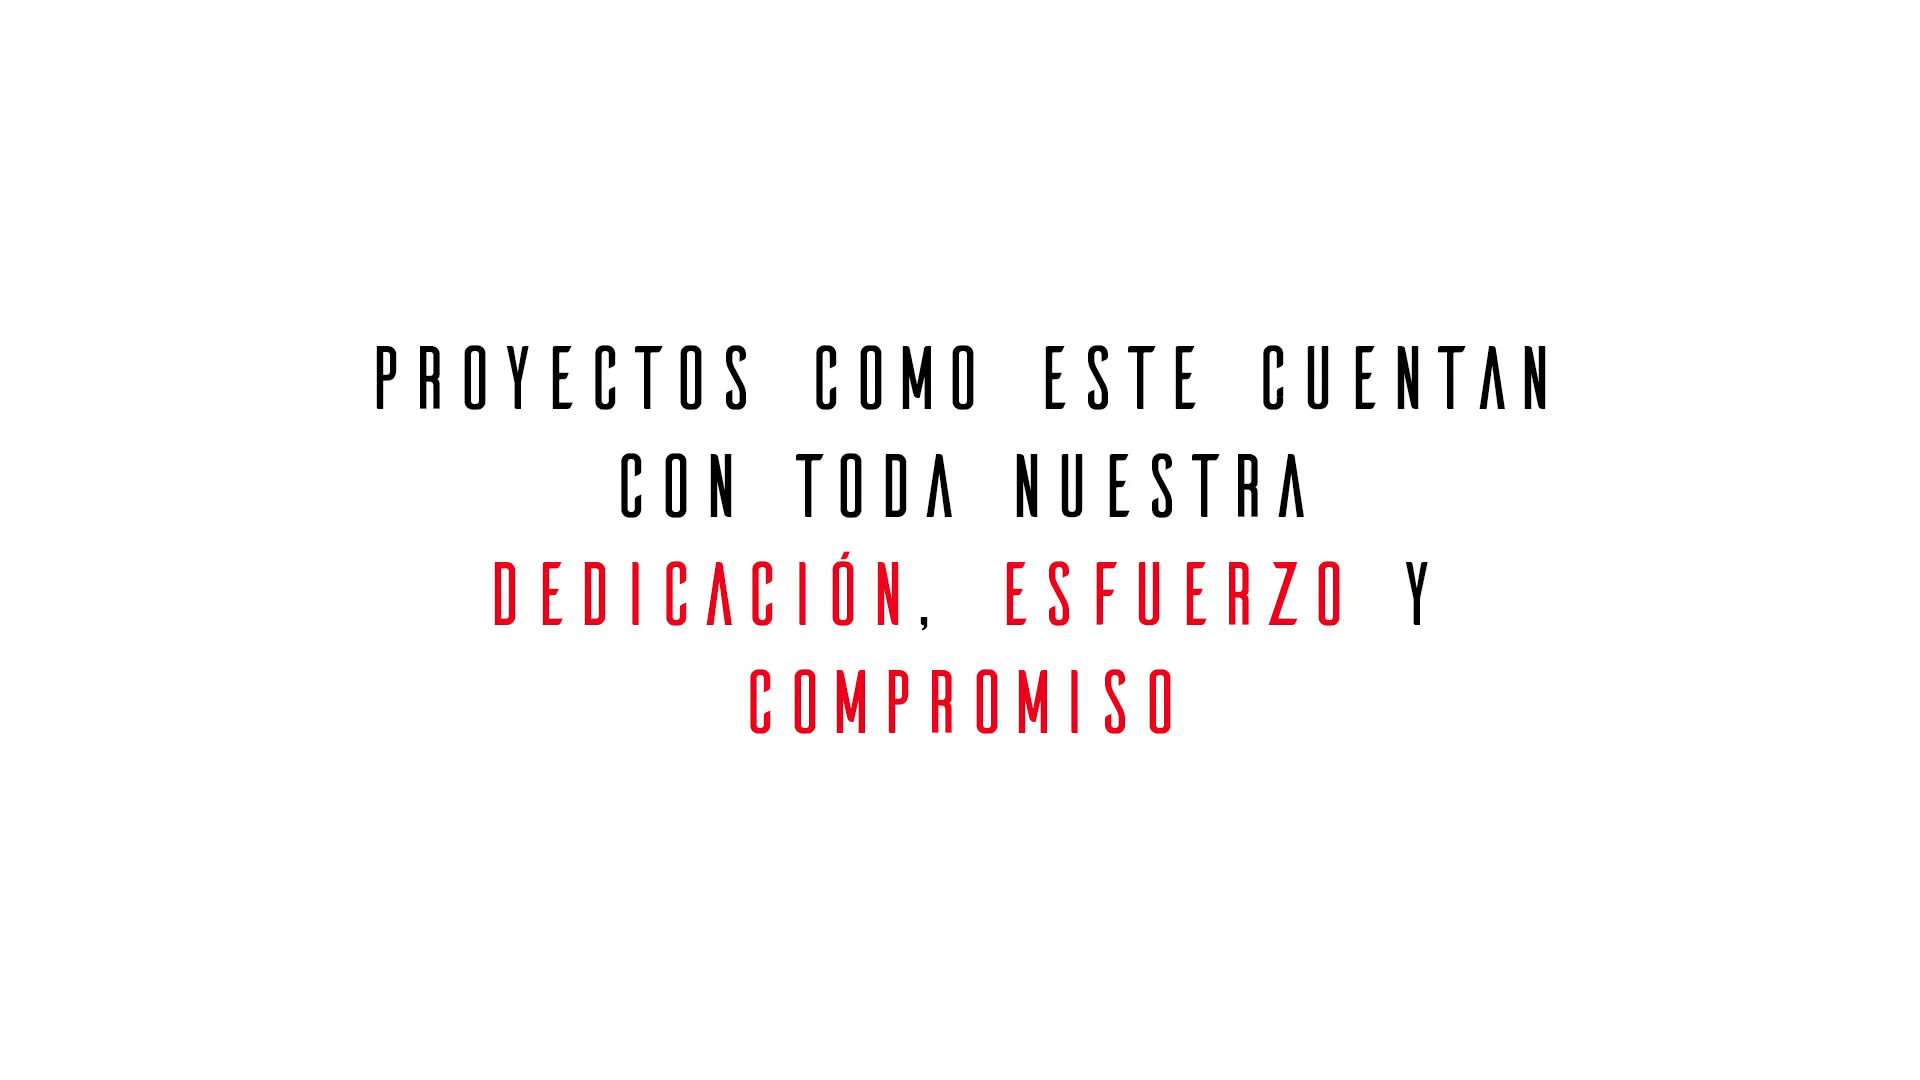 PROYECTOS COMO ESTE CUENTAN
CON TODA NUESTRA
DEDICACIÓN, ESFUERZO Y
COMPROMISO